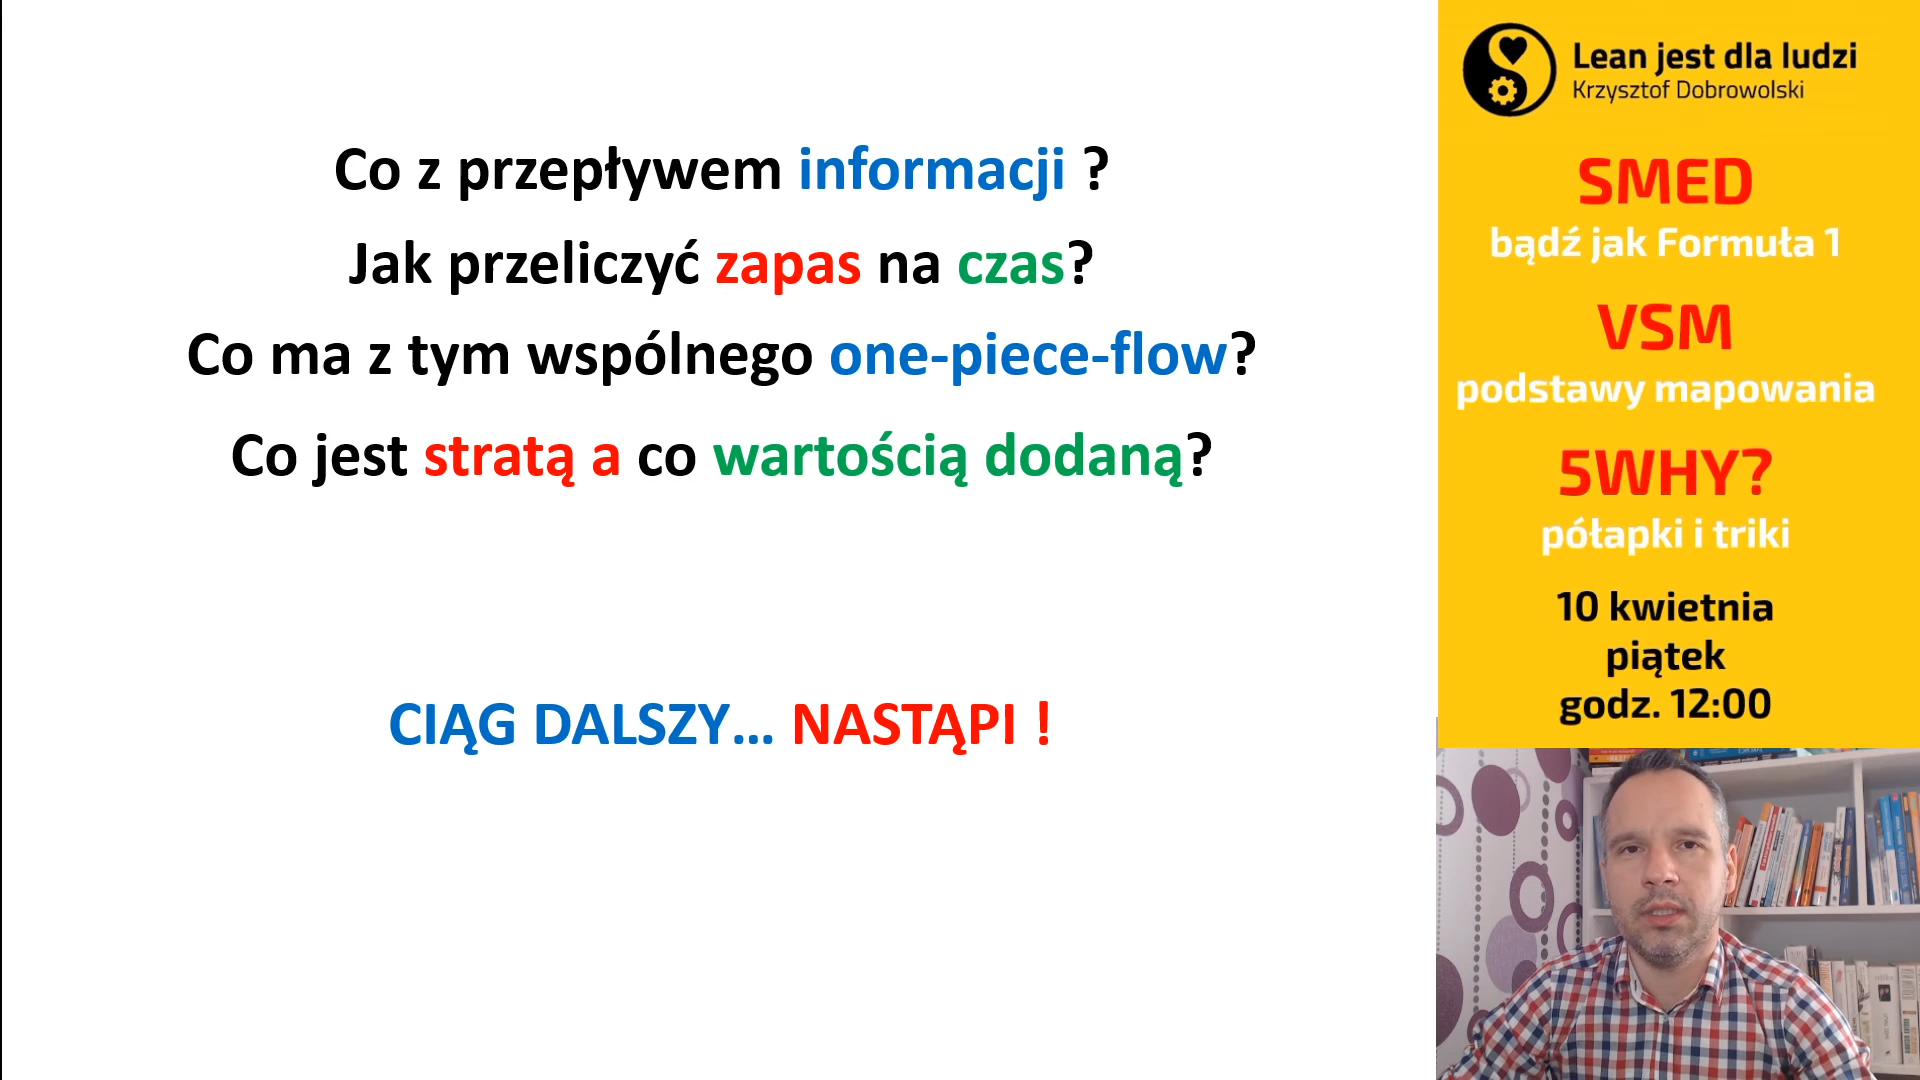 Co z przepływem informacji ?
Jak przeliczyć zapas na czas?
Co ma z tym wspólnego one-piece-flow?
Co jest stratą a co wartością dodaną?
CIĄG DALSZY... NASTĄPI !
Lean jest dla ludzi
Krzysztof Dobrowolski
SMED
bądź jak Formuła 1
VSM
podstawy mapowania
5WHY?
półapki i triki
10 kwietnia
piątek
godz. 12:00